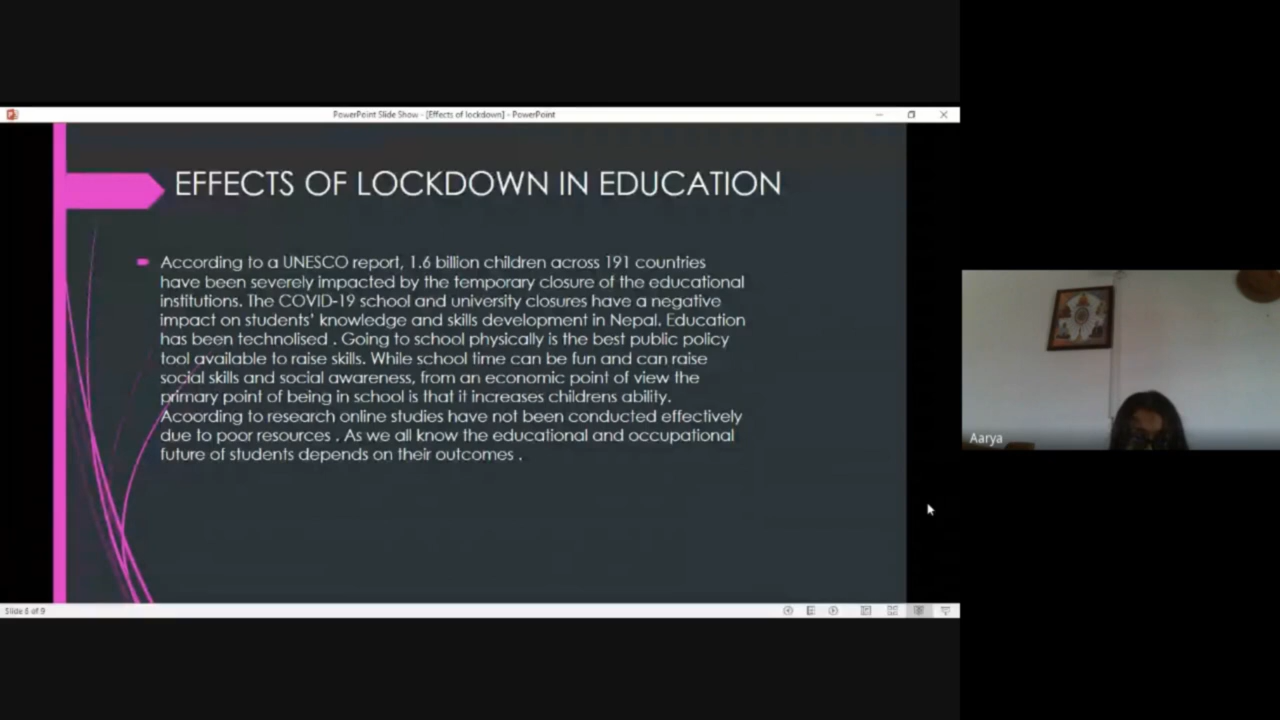 PowerPoint Slide Show - [Effects of lockdown] - PowerPoint
EFFECTS OF LOCKDOWN IN EDUCATION
According to a UNESCO report, 1.6 billion children across 191 countries
have been severely impacted by the temporary closure of the educational
institutions. The COVID-19 school and university closures have a negative
impact on students' knowledge and skills development in Nepal. Education
has been technolised . Going to school physically is the best public policy
tool available to raise skills. While school time can be fun and can raise
social skills and social awareness, from an economic point of view the
primary point of being in school is that it increases childrens ability.
Acoording to research online studies have not been conducted effectively
due to poor resources . As we all know the educational and occupational
future of students depends on their outcomes .
Aarya
Slide of 9